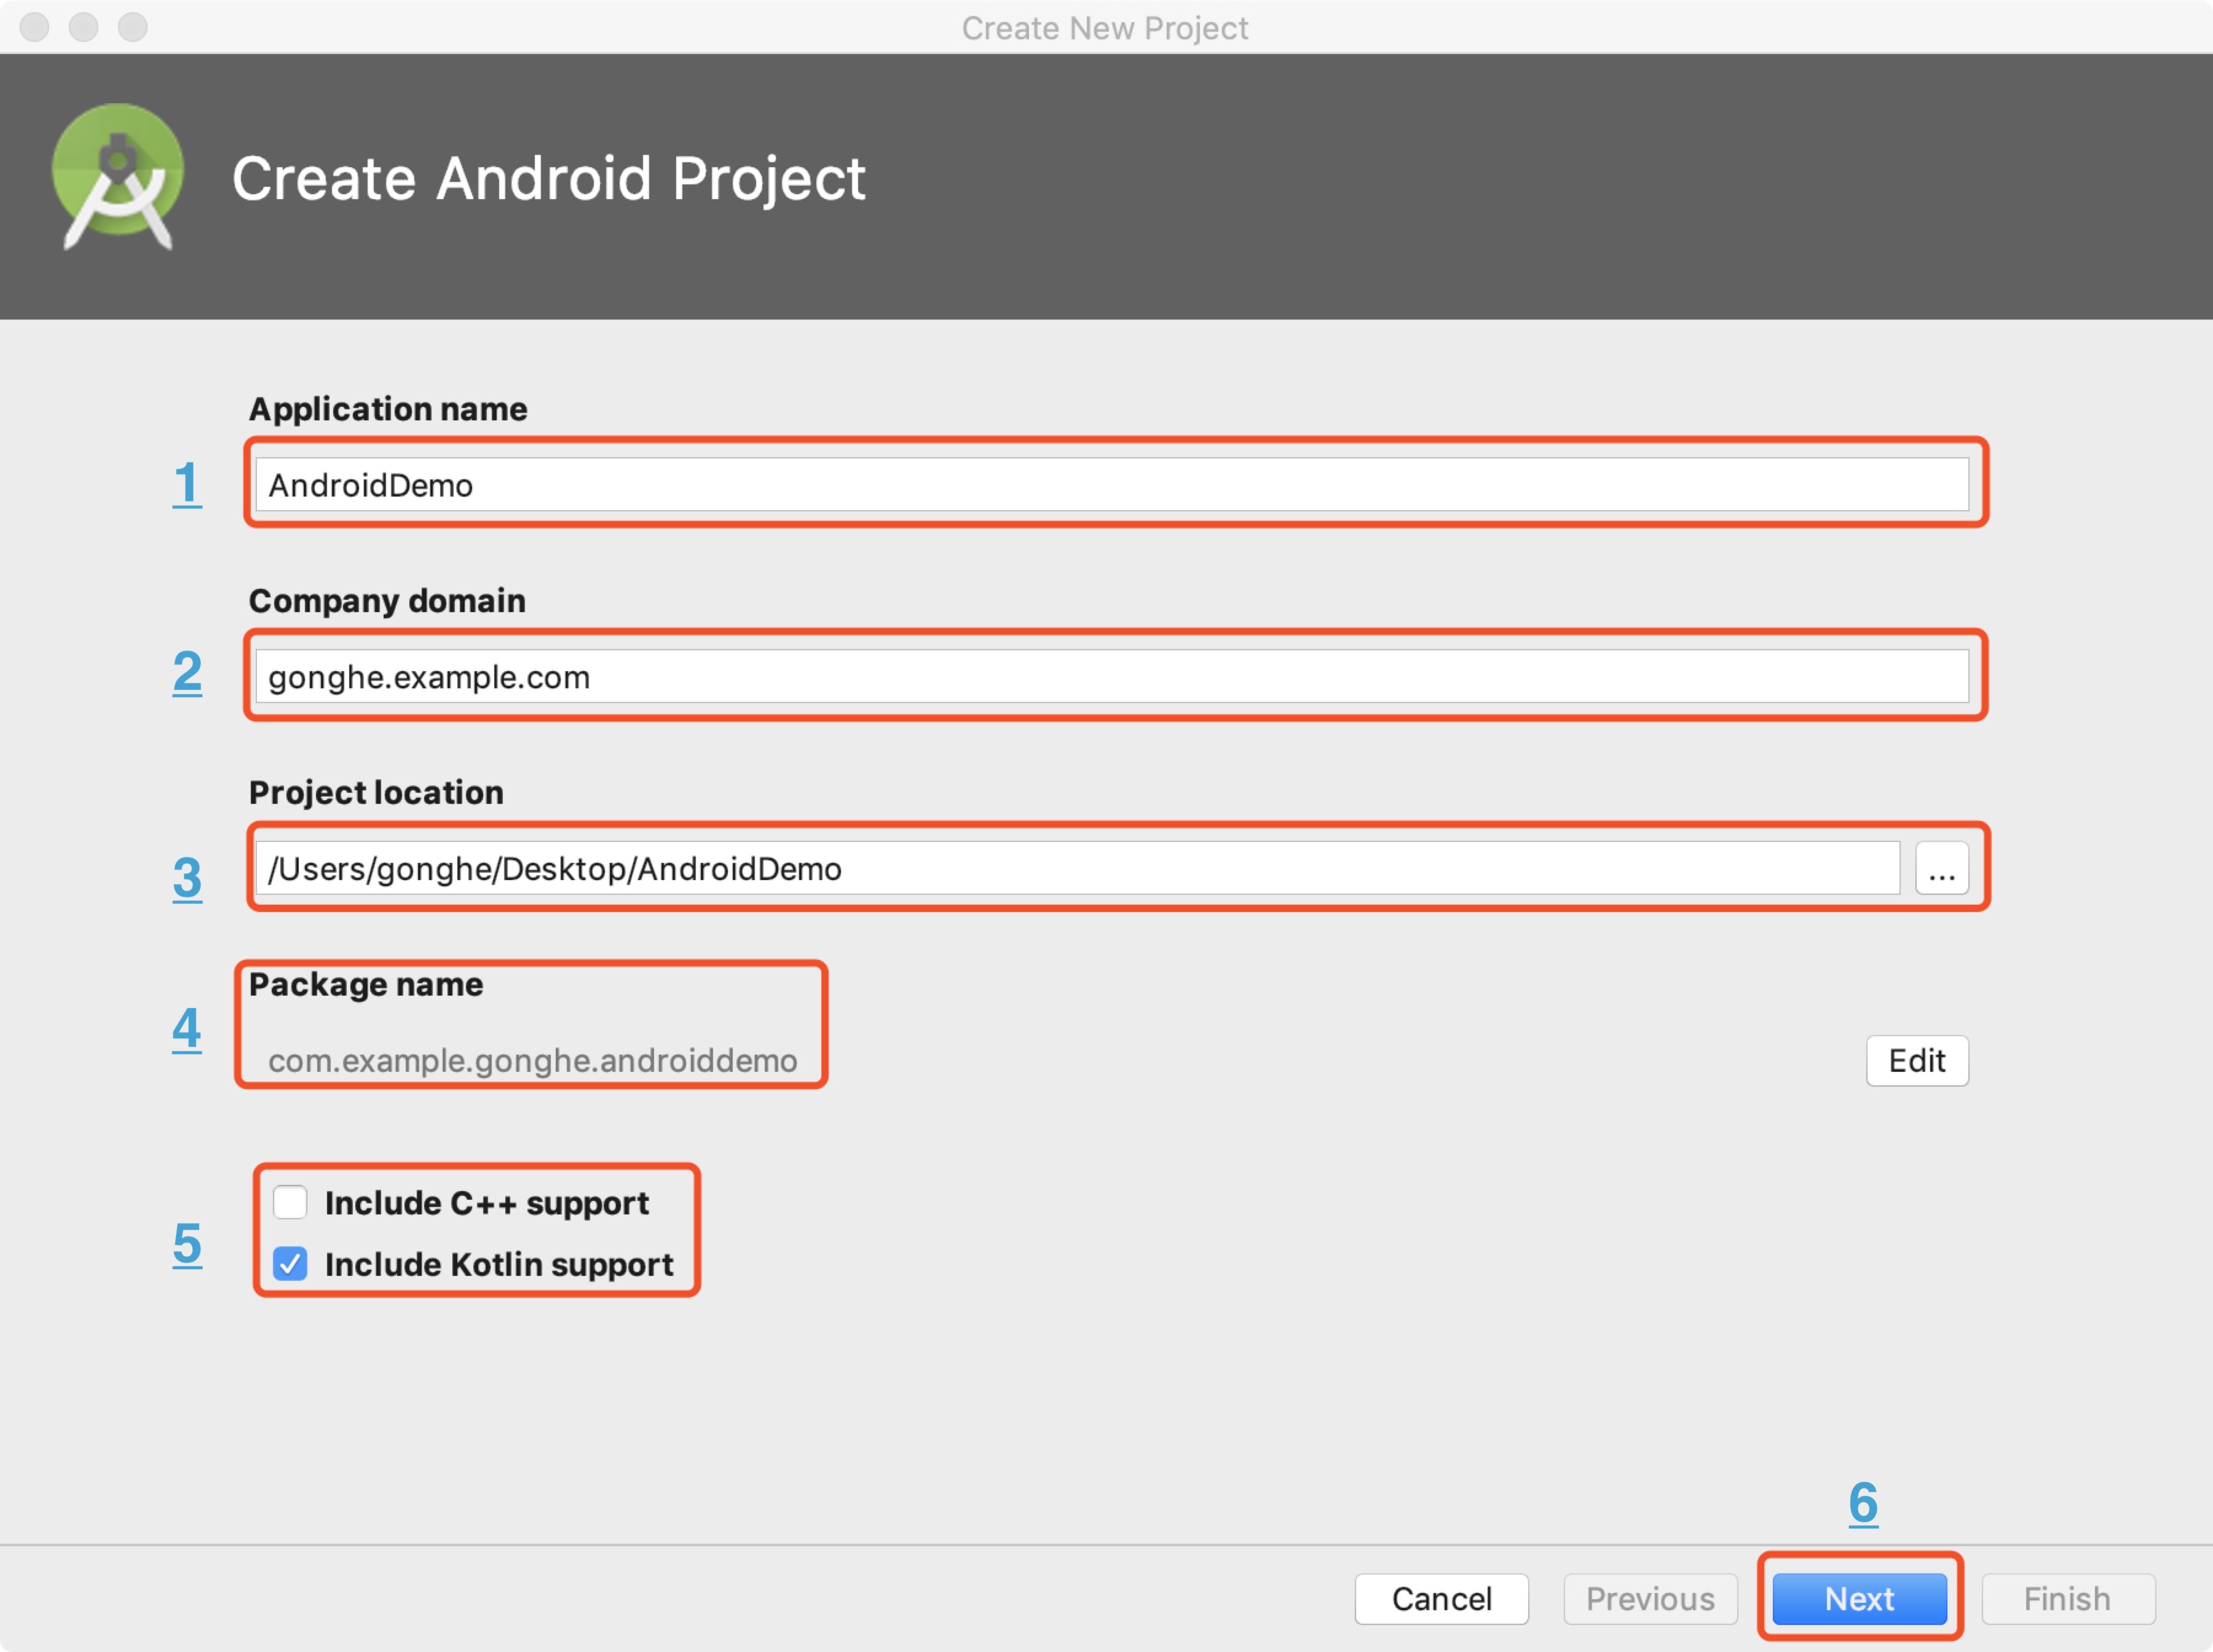 Create New Project
Create Android Project
Application name
1 AndroidDemo
Company domain
2 gonghe.example.com
Project location
3 /Users/gonghe/Desktop/AndroidDemo ...
Package name
4
com.example.gonghe.androiddemo Edit
Include C++ support
5
Include Kotlin support
6
Cancel Previous Next Finish